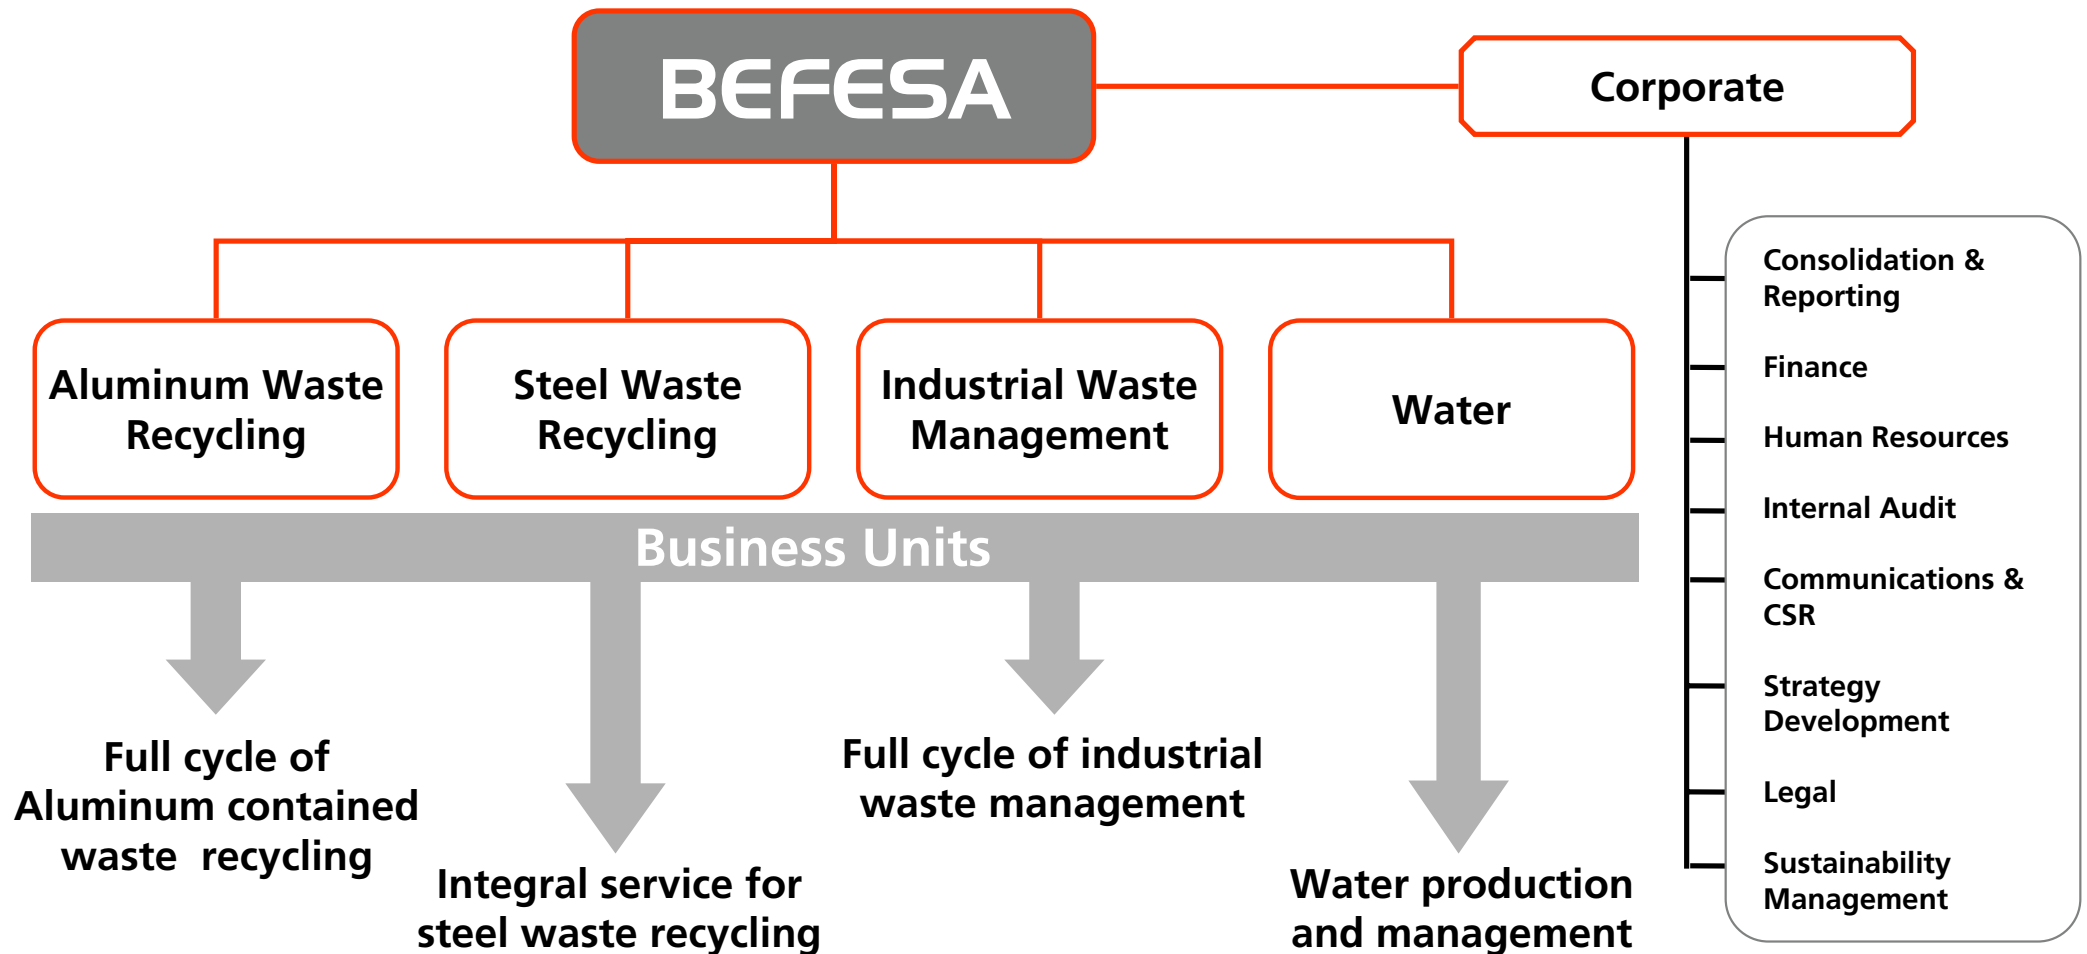 BEFESA
Corporate
Aluminum Waste
Recycling
Steel Waste
Recycling
Industrial Waste
Management
Water
Business Units
Full cycle of
Aluminum contained
waste  recycling
Integral service for
steel waste recycling
Full cycle of industrial
waste management
Water production
and management
Consolidation &
Reporting
Finance
Human Resources
Internal Audit
Communications &
CSR
Strategy
Development
Legal
Sustainability
Management